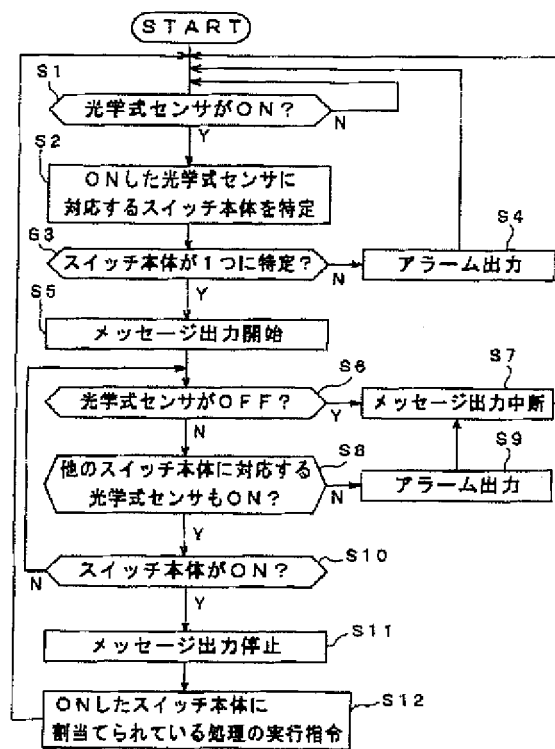 START
S1
光学式センサがON?
N
Y
S2
ONした光学式センサに
対応するスイッチ本体を特定
S3
スイッチ本体が1つに特定?
N
S4
アラーム出力
Y
S5
メッセージ出力開始
S6
光学式センサがOFF?
Y
S7
メッセージ出力中断
N
S8
他のスイッチ本体に対応する
光学式センサもON?
N
S9
アラーム出力
Y
S10
スイッチ本体がON?
N
Y
S11
メッセージ出力停止
S12
ONしたスイッチ本体に
割当てられている処理の実行指令